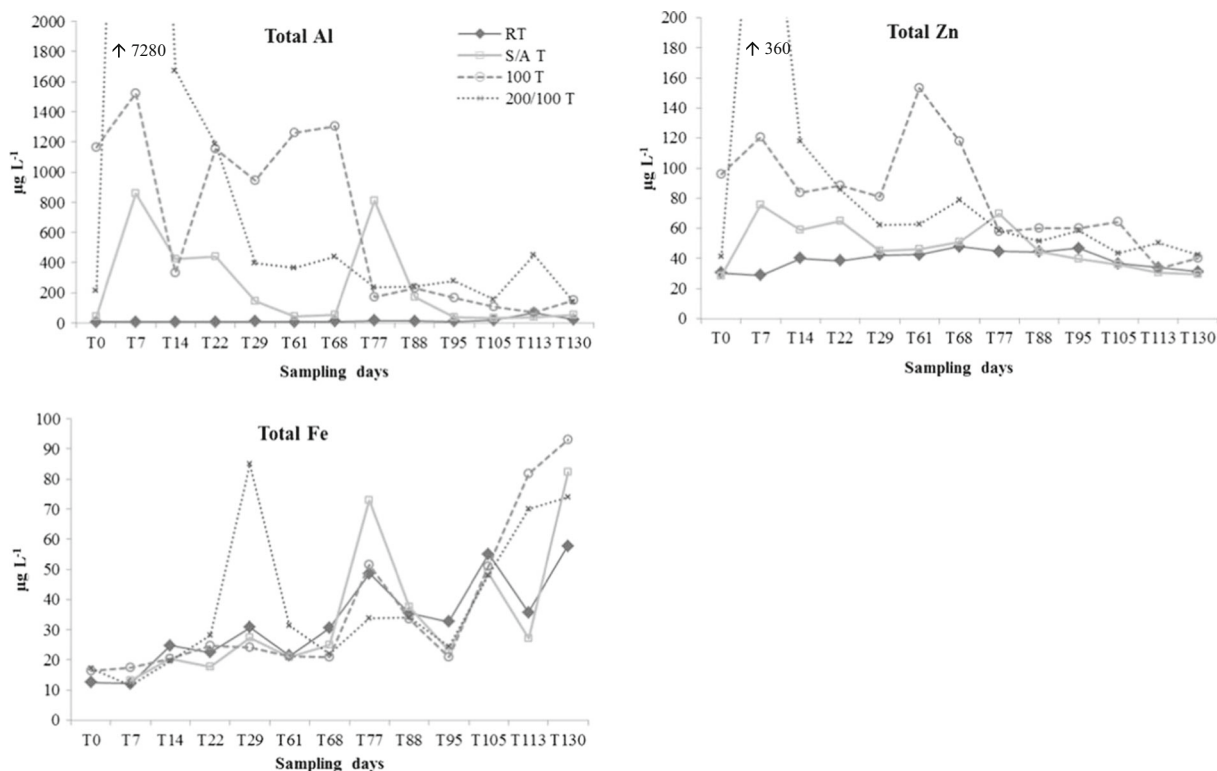 Total Al
↑ 7280
RT
S/A T
100 T
200/100 T
µg L-1
2000
1800
1600
1400
1200
1000
800
600
400
200
0
T0 T7 T14 T22 T29 T61 T68 T77 T88 T95 T105 T113 T130
Sampling days
Total Zn
↑ 360
µg L-1
200
180
160
140
120
100
80
60
40
20
0
T0 T7 T14 T22 T29 T61 T68 T77 T88 T95 T105 T113 T130
Sampling days
Total Fe
µg L-1
100
90
80
70
60
50
40
30
20
10
0
T0 T7 T14 T22 T29 T61 T68 T77 T88 T95 T105 T113 T130
Sampling days